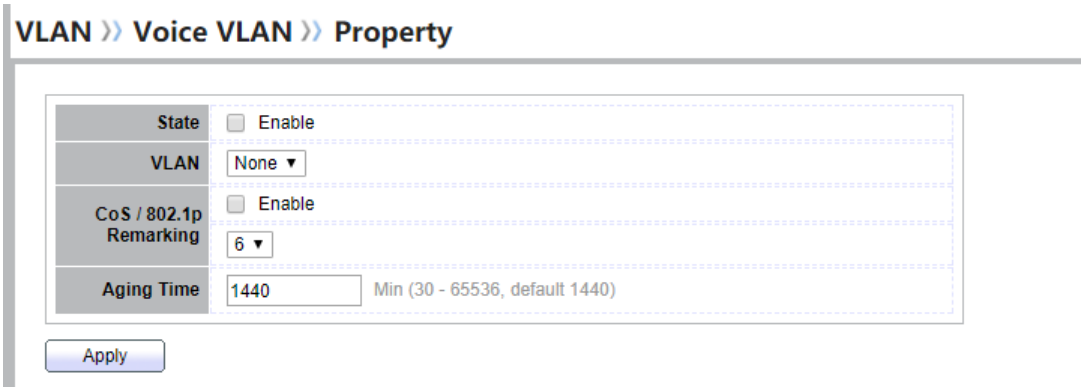 VLAN 》 Voice VLAN 》 Property
State Enable
VLAN None ▼
CoS / 802.1p Remarking Enable
6 ▼
Aging Time 1440 Min (30 - 65536, default 1440)
Apply